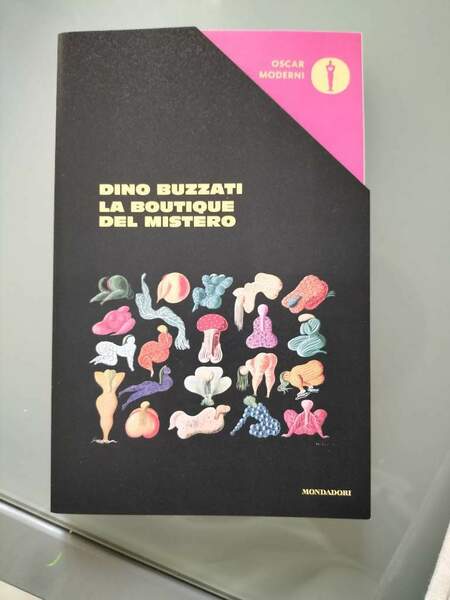 OSCAR
MODERNI
DINO BUZZATI
LA BOUTIQUE
DEL MISTERO
MONDADORI